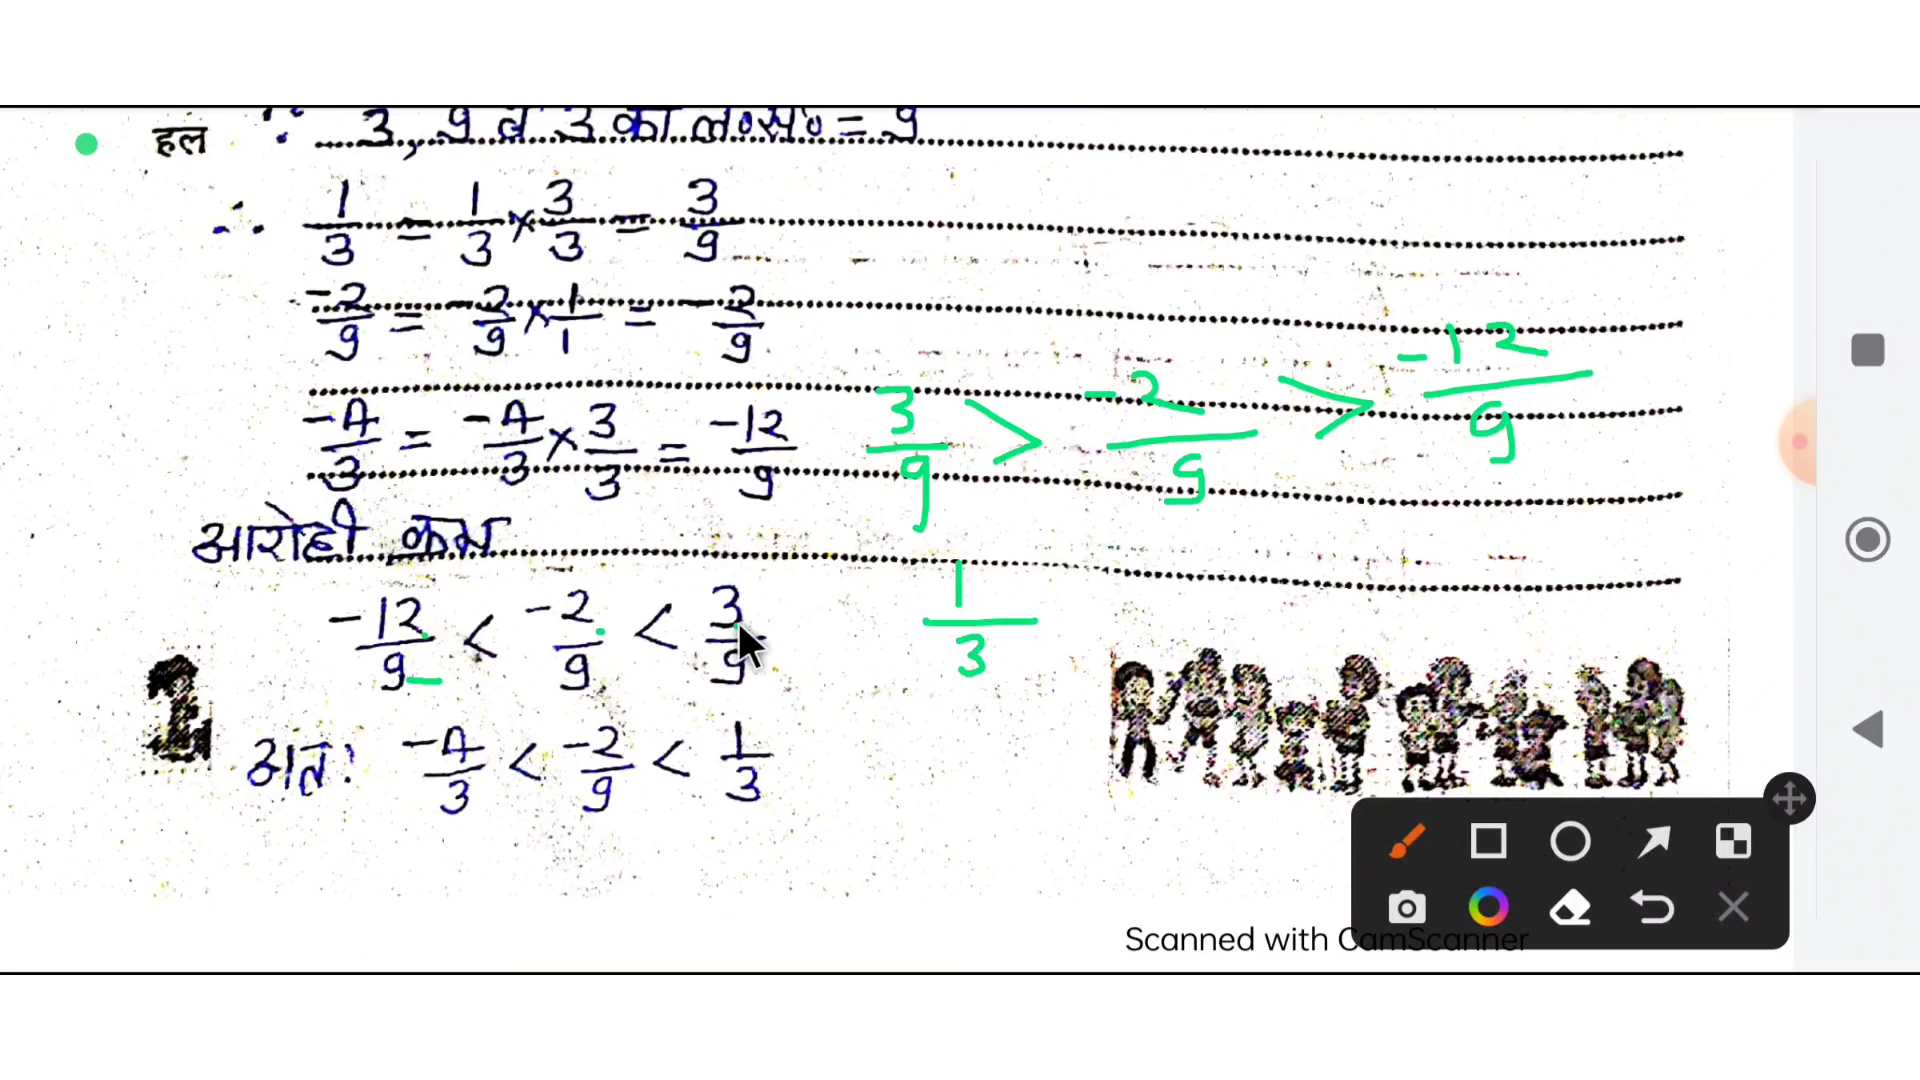 हल ∵ 3, 9 व 3 का ल०स० = 9
∴ 1/3 = 1/3 × 3/3 = 3/9
-2/9 = -2/9 × 1/1 = -2/9
-4/3 = -4/3 × 3/3 = -12/9
3/9 > -2/9 > -12/9
आरोही क्रम
1/3
-12/9 < -2/9 < 3/9
अतः -4/3 < -2/9 < 1/3
Scanned with CamScanner